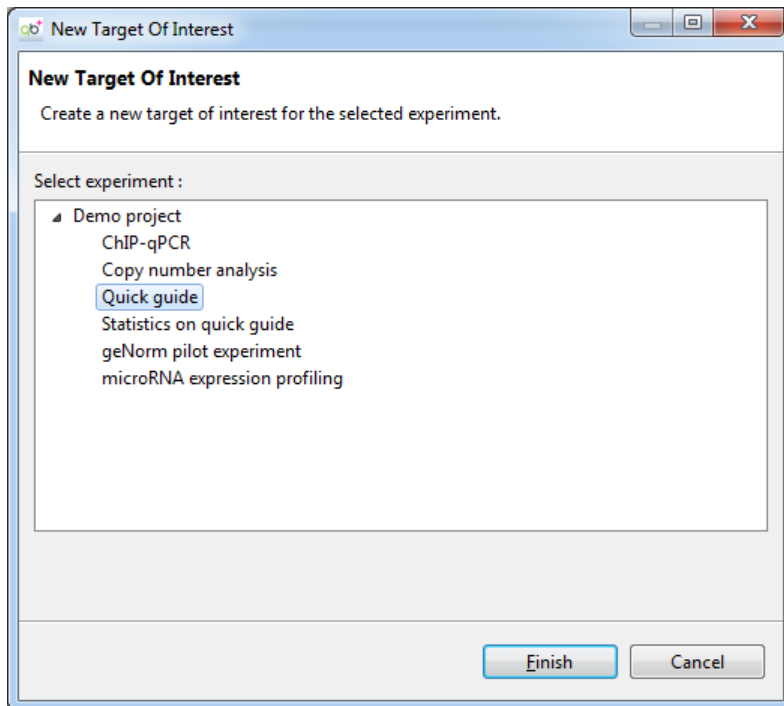 qb+ New Target Of Interest
New Target Of Interest
Create a new target of interest for the selected experiment.
Select experiment :
Demo project
ChIP-qPCR
Copy number analysis
Quick guide
Statistics on quick guide
geNorm pilot experiment
microRNA expression profiling
Finish Cancel